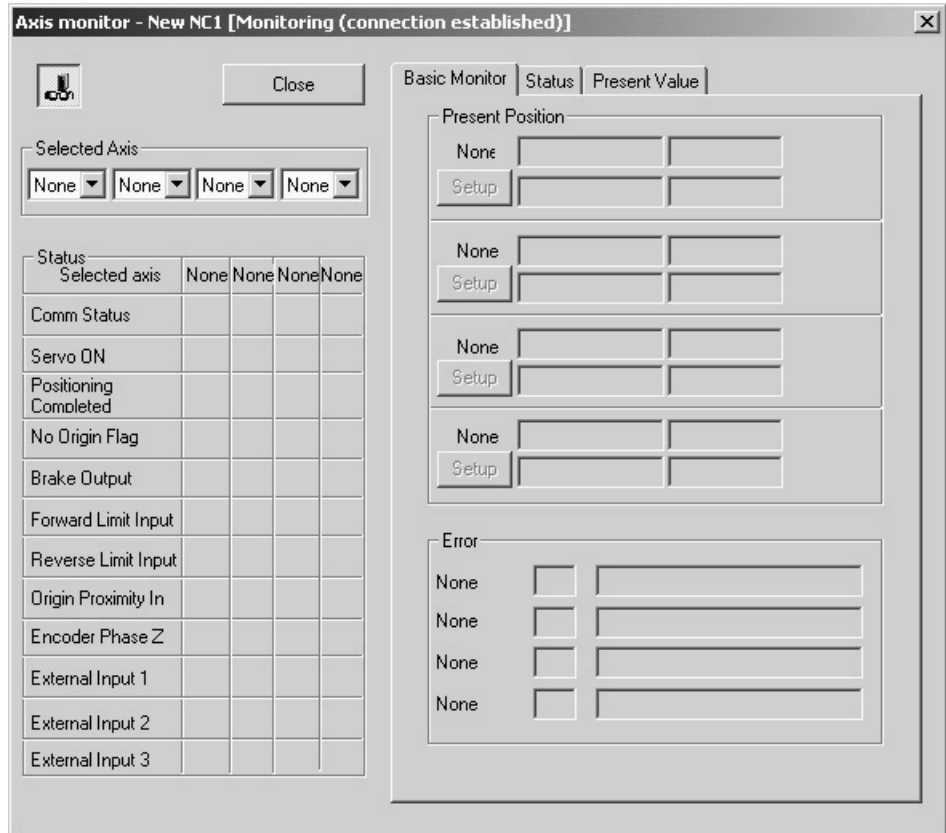 Axis monitor - New NC1 [Monitoring (connection established)]
Close
Selected Axis
None None None None
Status
Selected axis None None None None
Comm Status
Servo ON
Positioning
Completed
No Origin Flag
Brake Output
Forward Limit Input
Reverse Limit Input
Origin Proximity In
Encoder Phase Z
External Input 1
External Input 2
External Input 3
Basic Monitor Status Present Value
Present Position
None
Setup
None
Setup
None
Setup
None
Setup
Error
None
None
None
None